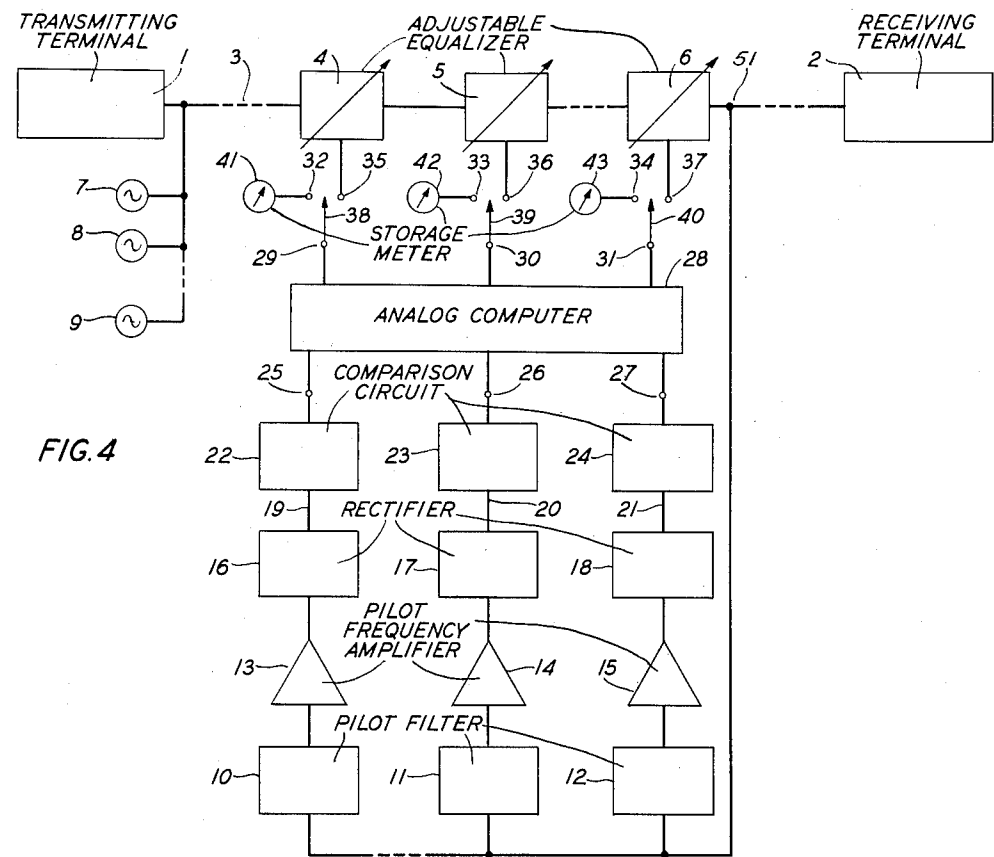 TRANSMITTING
TERMINAL
1
3
ADJUSTABLE
EQUALIZER
4
5
6
51
2
RECEIVING
TERMINAL
7
8
9
41
32
35
42
33
36
43
34
37
38
39
40
STORAGE
METER
29
30
31
28
ANALOG COMPUTER
25
COMPARISON
CIRCUIT
26
27
FIG.4
22
23
24
19
RECTIFIER
20
21
16
17
18
PILOT
FREQUENCY
AMPLIFIER
13
14
15
PILOT FILTER
10
11
12